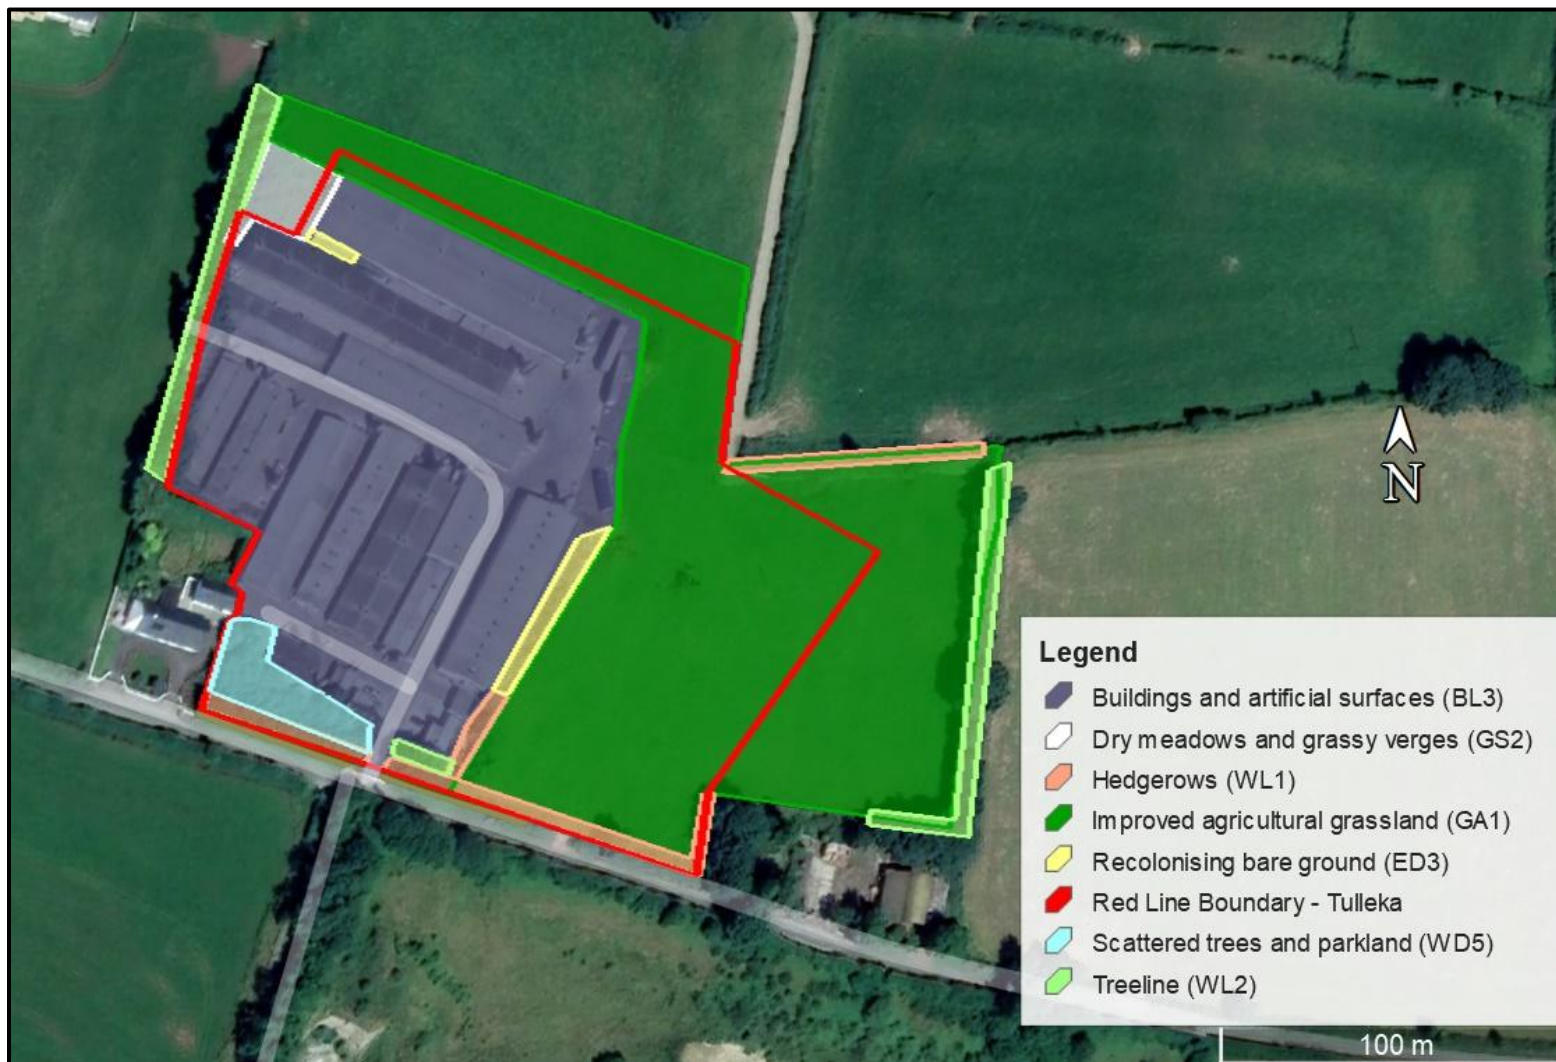 N
Legend
Buildings and artificial surfaces (BL3)
Dry meadows and grassy verges (GS2)
Hedgerows (WL1)
Improved agricultural grassland (GA1)
Recolonising bare ground (ED3)
Red Line Boundary - Tulleka
Scattered trees and parkland (WD5)
Treeline (WL2)
100 m